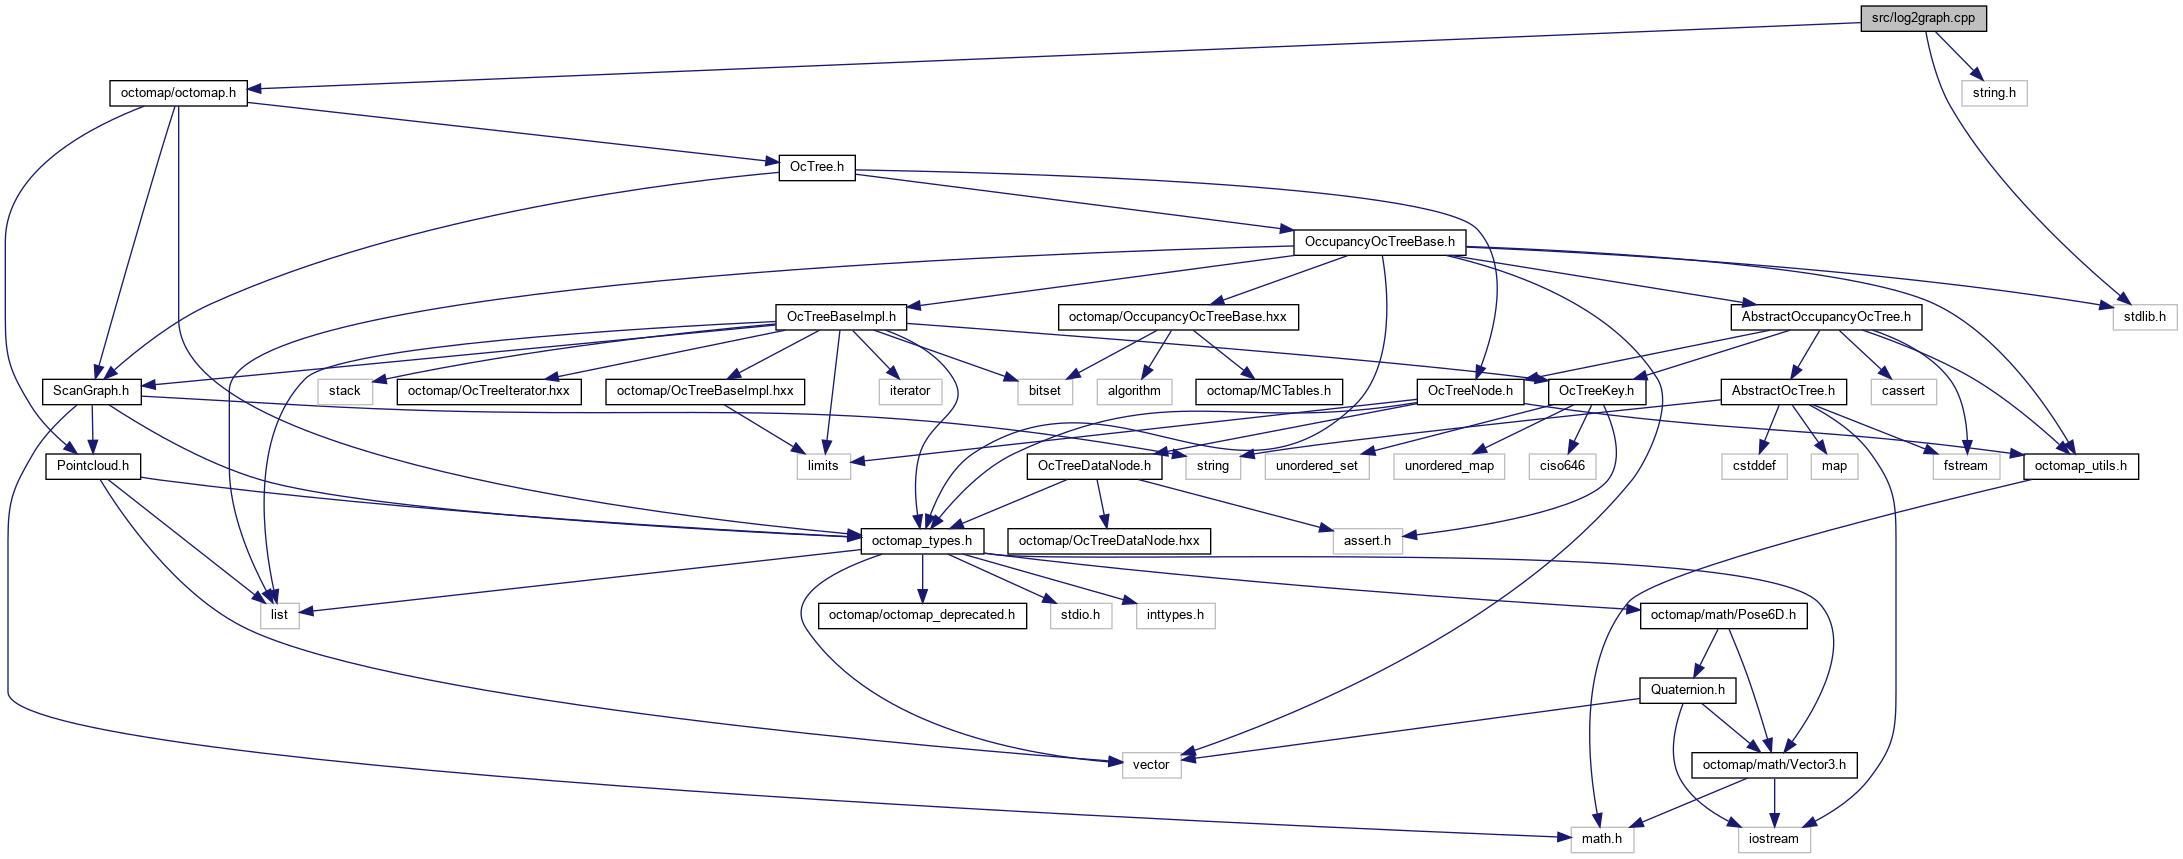 src/log2graph.cpp
octomap/octomap.h
string.h
OcTree.h
OccupancyOcTreeBase.h
OcTreeBaseImpl.h
octomap/OccupancyOcTreeBase.hxx
AbstractOccupancyOcTree.h
stdlib.h
ScanGraph.h
stack
octomap/OcTreeIterator.hxx
octomap/OcTreeBaseImpl.hxx
iterator
bitset
algorithm
octomap/MCTables.h
OcTreeNode.h
OcTreeKey.h
AbstractOcTree.h
cassert
Pointcloud.h
limits
OcTreeDataNode.h
string
unordered_set
unordered_map
ciso646
cstddef
map
fstream
octomap_utils.h
octomap_types.h
octomap/OcTreeDataNode.hxx
assert.h
list
octomap/octomap_deprecated.h
stdio.h
inttypes.h
octomap/math/Pose6D.h
Quaternion.h
vector
octomap/math/Vector3.h
math.h
iostream